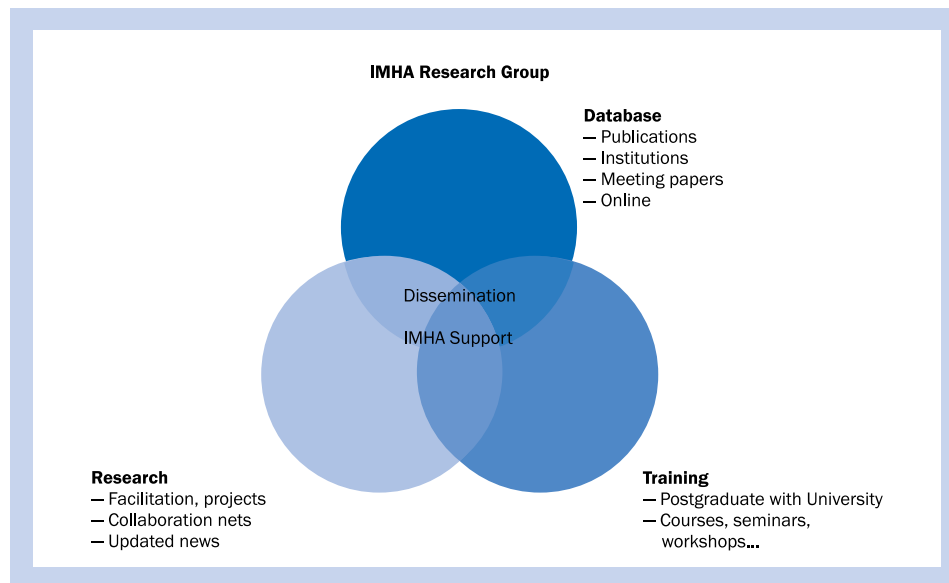 IMHA Research Group
Database
— Publications
— Institutions
— Meeting papers
— Online
Dissemination
IMHA Support
Research
— Facilitation, projects
— Collaboration nets
— Updated news
Training
— Postgraduate with University
— Courses, seminars,
workshops...